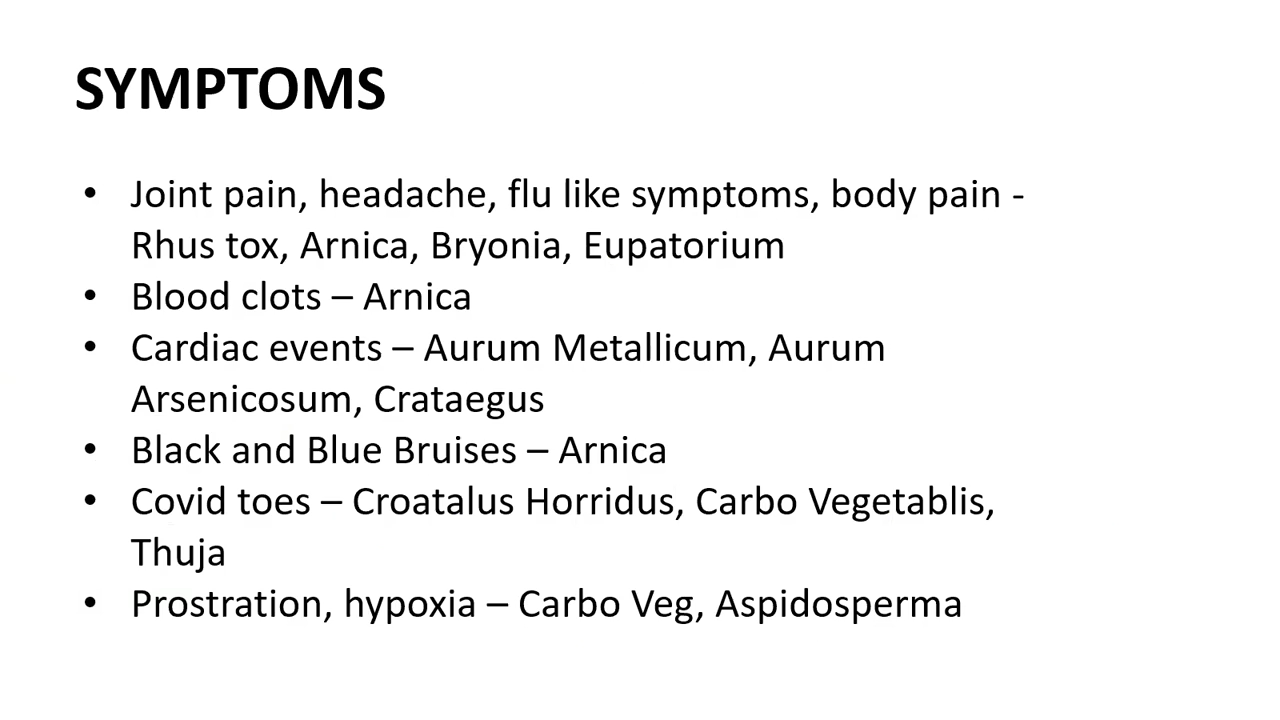 SYMPTOMS
• Joint pain, headache, flu like symptoms, body pain -
Rhus tox, Arnica, Bryonia, Eupatorium
• Blood clots – Arnica
• Cardiac events – Aurum Metallicum, Aurum
Arsenicosum, Crataegus
• Black and Blue Bruises – Arnica
• Covid toes – Croatalus Horridus, Carbo Vegetablis,
Thuja
• Prostration, hypoxia – Carbo Veg, Aspidosperma